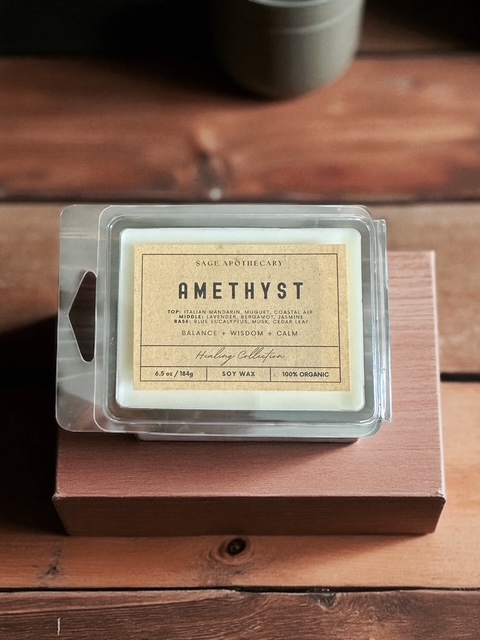 SAGE APOTHECARY
AMETHYST
TOP: ITALIAN MANDARIN, MUGUET, COASTAL AIR
MIDDLE: LAVENDER, BERGAMOT, JASMINE
BASE: BLUE EUCALYPTUS, MUSK, CEDAR LEAF
BALANCE + WISDOM + CALM
Healing Collection
6.5 oz / 184g SOY WAX 100% ORGANIC